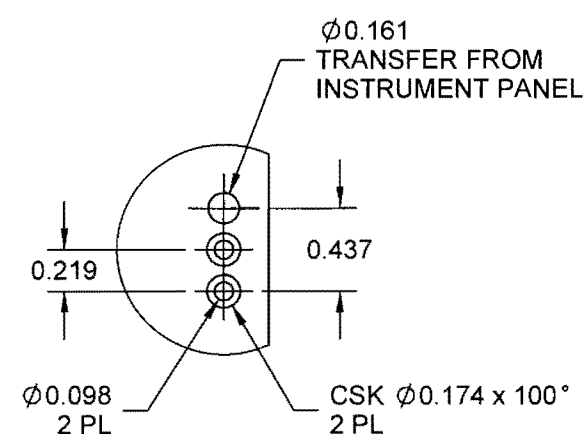 Ø0.161
TRANSFER FROM
INSTRUMENT PANEL
0.219
0.437
Ø0.098
2 PL
CSK Ø0.174 x 100°
2 PL